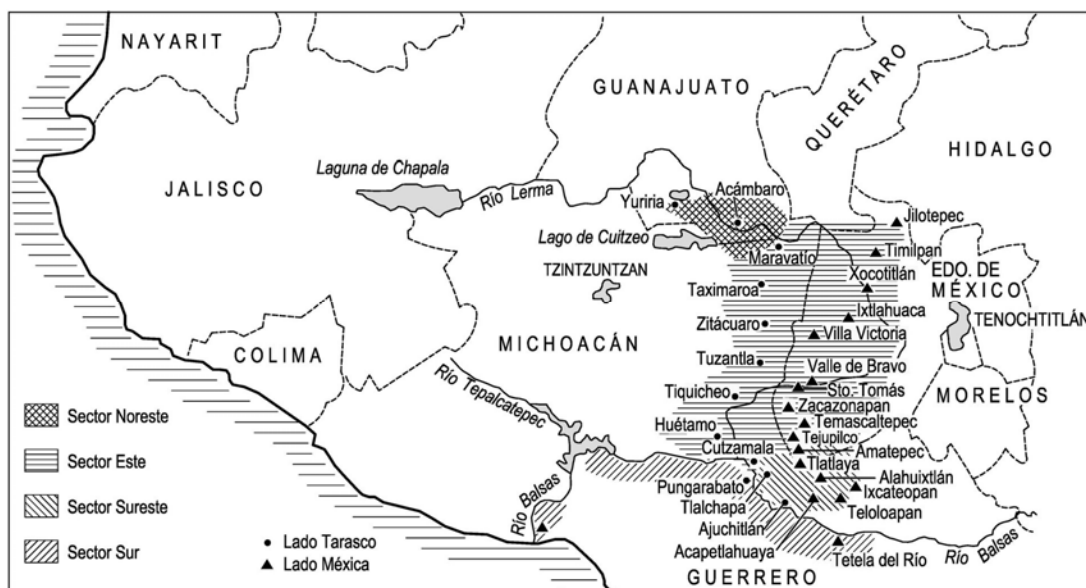 NAYARIT
GUANAJUATO
QUERÉTARO
HIDALGO
JALISCO
Laguna de Chapala
Río Lerma
Yuriria
Acámbaro
Lago de Cuitzeo
Maravatío
TZINTZUNTZAN
Jilotepec
Timilpan
Xocotitlán
EDO. DE
MÉXICO
Taximaroa
Ixtlahuaca
TENOCHTITLÁN
Zitácuaro
Villa Victoria
MICHOACÁN
COLIMA
Tuzantla
Valle de Bravo
Río Tepalcatepec
Tiquicheo
Sto. Tomás
MORELOS
Zacazonapan
Temascaltepec
Huétamo
Tejupilco
Cutzamala
Amatepec
Tlatlaya
Alahuixtlán
Pungarabato
Ixcateopan
Tlalchapa
Teloloapan
Río Balsas
Ajuchitlán
Acapetlahuaya
Tetela del Río
Río Balsas
GUERRERO
Sector Noreste
Sector Este
Sector Sureste
Sector Sur
Lado Tarasco
Lado Méxica